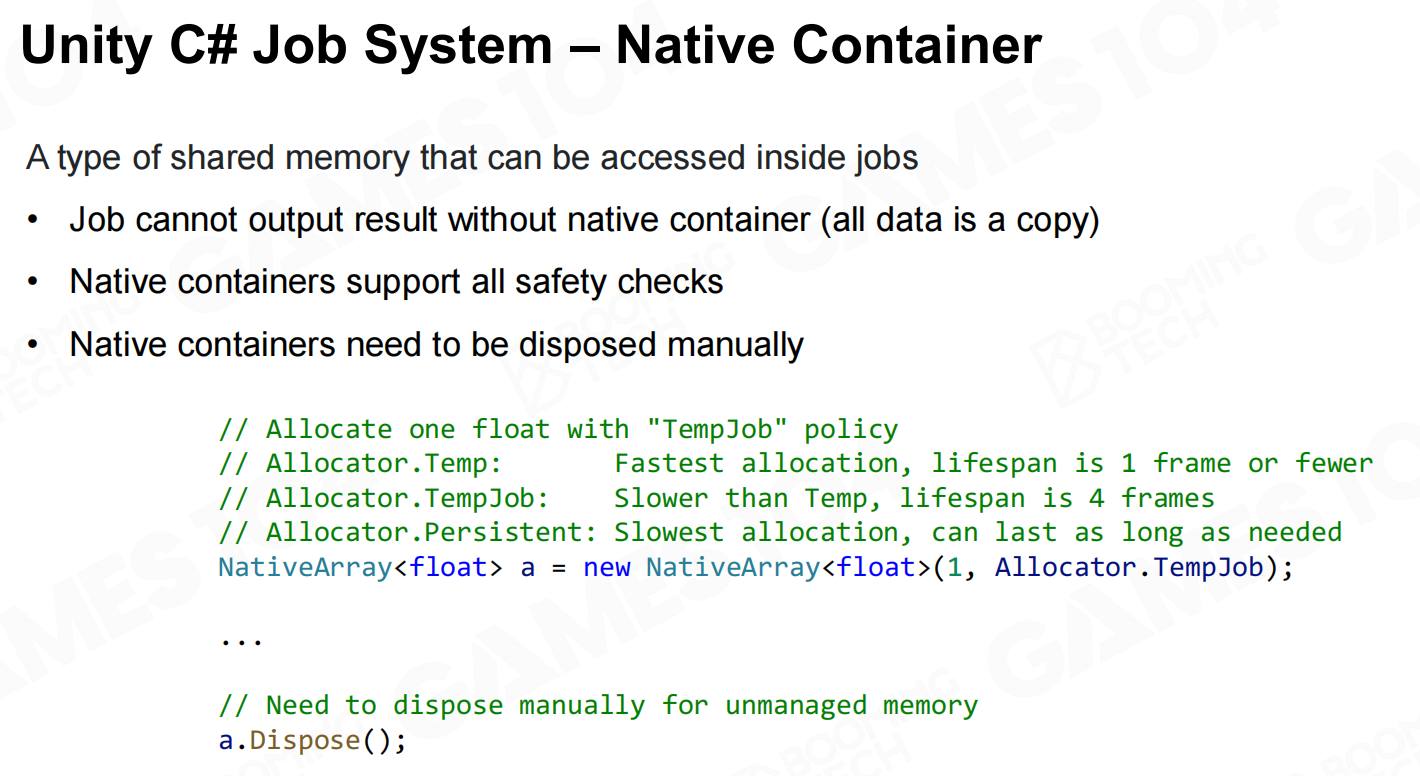 Unity C# Job System – Native Container
A type of shared memory that can be accessed inside jobs
• Job cannot output result without native container (all data is a copy)
• Native containers support all safety checks
• Native containers need to be disposed manually
// Allocate one float with "TempJob" policy
// Allocator.Temp:       Fastest allocation, lifespan is 1 frame or fewer
// Allocator.TempJob:    Slower than Temp, lifespan is 4 frames
// Allocator.Persistent: Slowest allocation, can last as long as needed
NativeArray<float> a = new NativeArray<float>(1, Allocator.TempJob);
...
// Need to dispose manually for unmanaged memory
a.Dispose();
GAMES 104
BOOMING
TECH